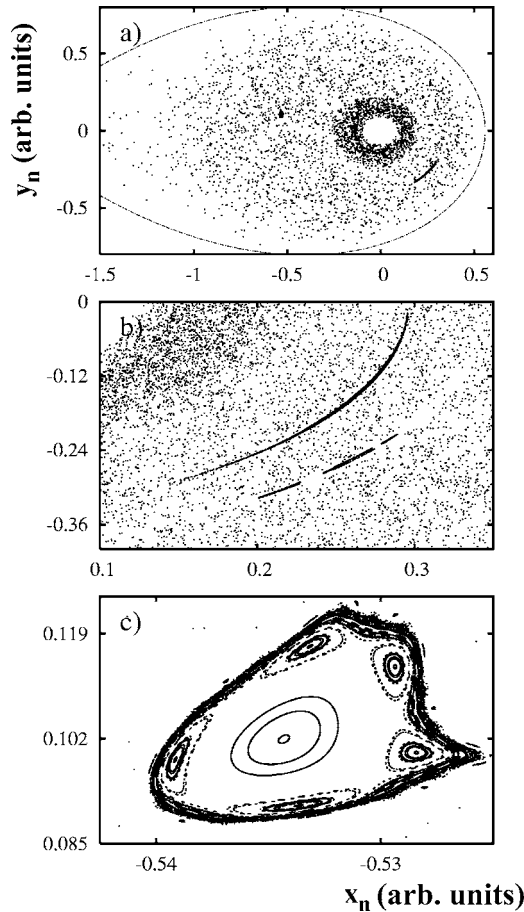 a)
y_n (arb. units)
0.5
0
-0.5
-1.5 -1 -0.5 0 0.5
b)
0
-0.12
-0.24
-0.36
0.1 0.2 0.3
c)
0.119
0.102
0.085
-0.54 -0.53
x_n (arb. units)